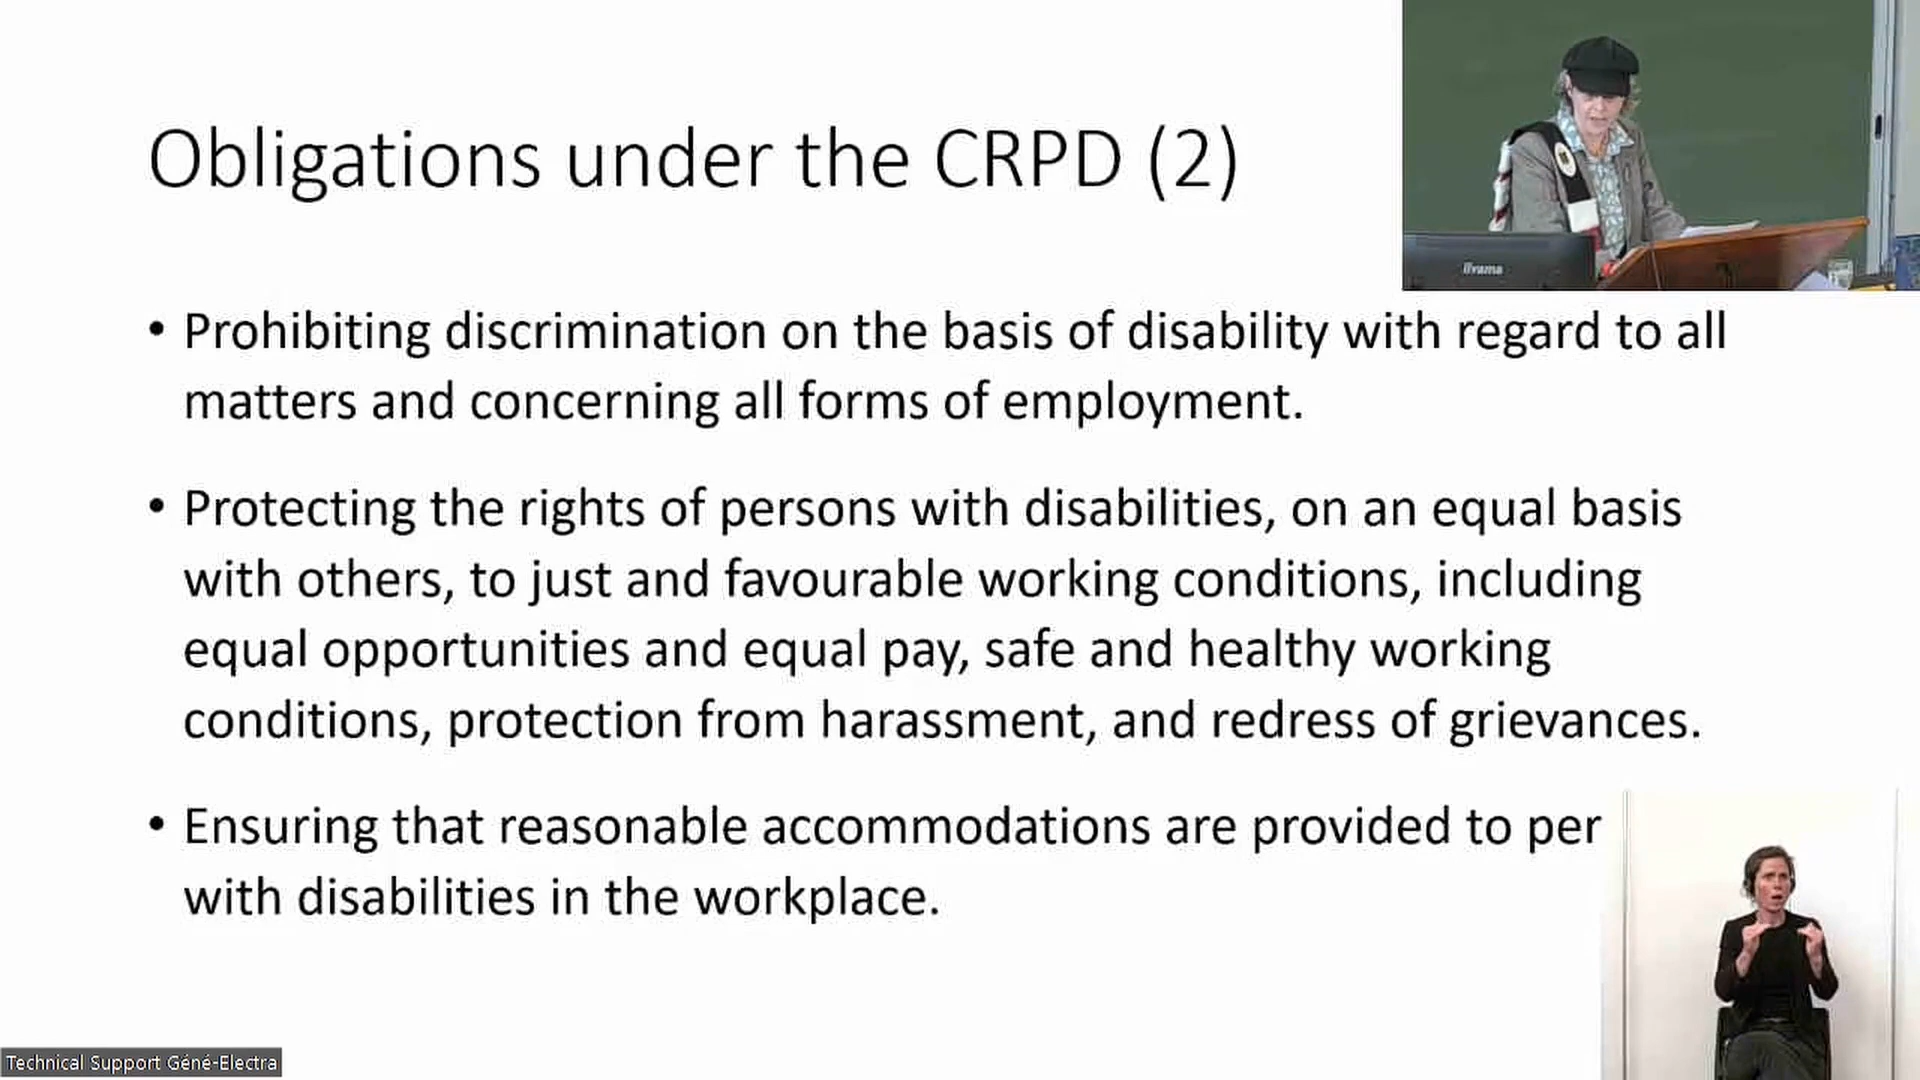 Obligations under the CRPD (2)
• Prohibiting discrimination on the basis of disability with regard to all
matters and concerning all forms of employment.
• Protecting the rights of persons with disabilities, on an equal basis
with others, to just and favourable working conditions, including
equal opportunities and equal pay, safe and healthy working
conditions, protection from harassment, and redress of grievances.
• Ensuring that reasonable accommodations are provided to per
with disabilities in the workplace.
iiyama
Technical Support Géné-Electra